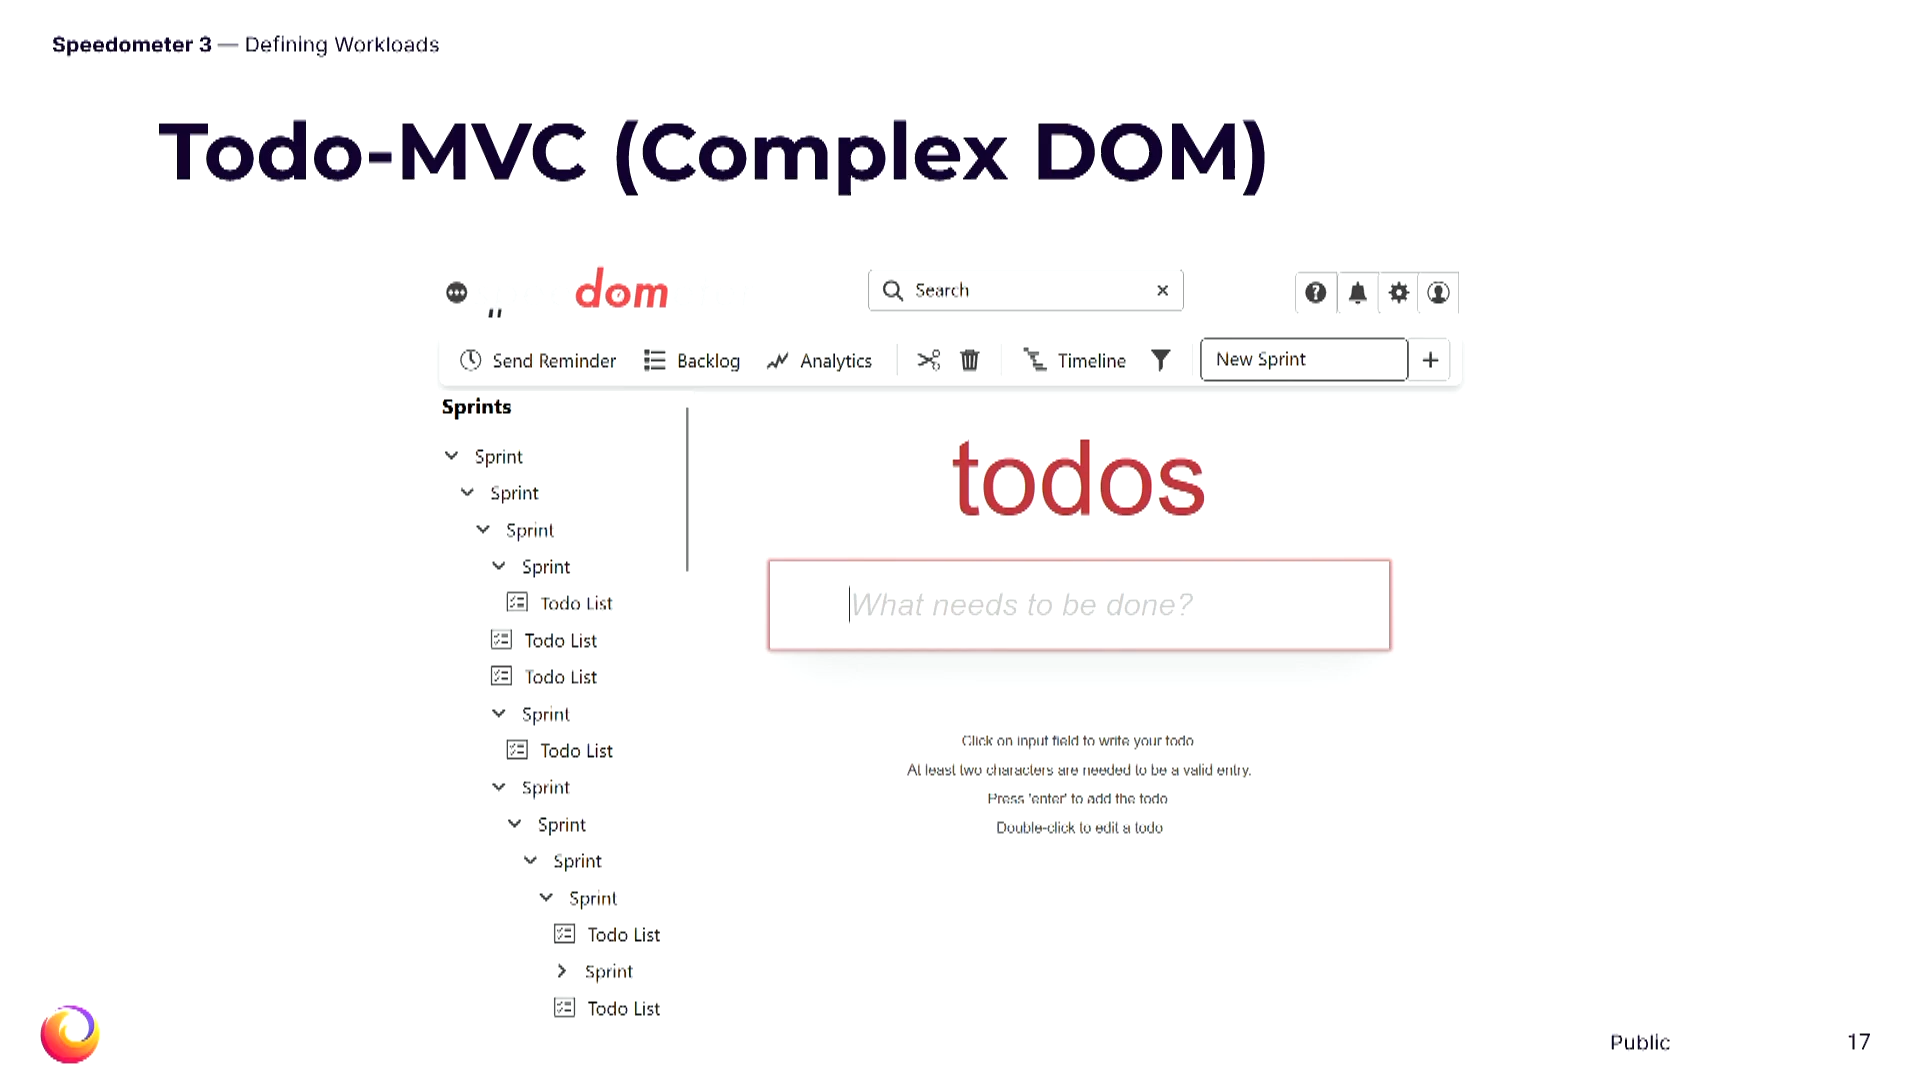 Speedometer 3 — Defining Workloads
Todo-MVC (Complex DOM)
dom
Search
Send Reminder
Backlog
Analytics
Timeline
New Sprint
Sprints
Sprint
Sprint
Sprint
Sprint
Todo List
Todo List
Todo List
Sprint
Todo List
Sprint
Sprint
Sprint
Sprint
Todo List
Sprint
Todo List
todos
What needs to be done?
Click on input field to write your todo
At least two characters are needed to be a valid entry.
Press 'enter' to add the todo
Double-click to edit a todo
Public
17